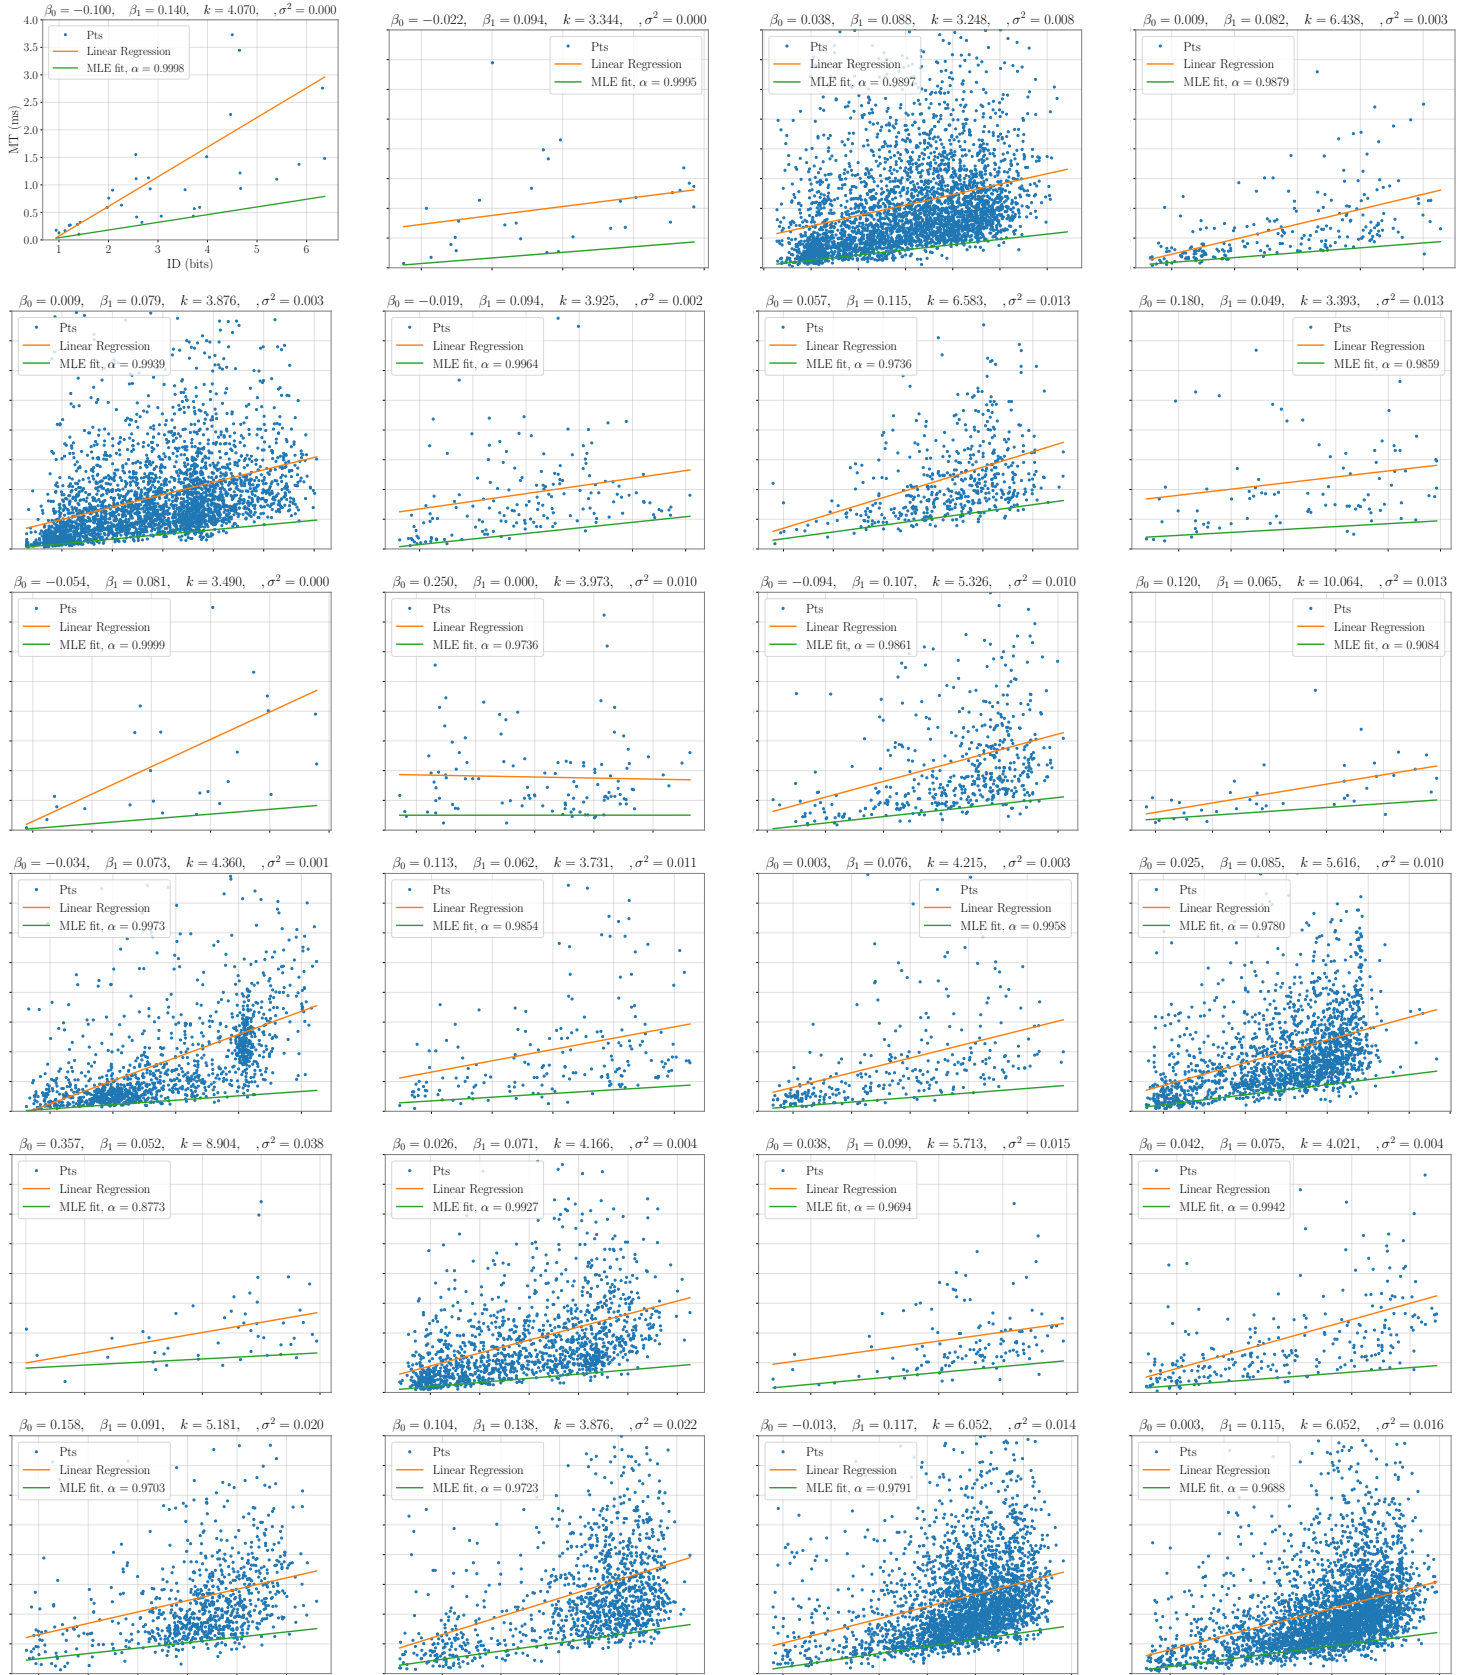 β₀ = −0.100, β₁ = 0.140, k = 4.070, , σ² = 0.000
4.0
3.5
3.0
2.5
2.0
1.5
1.0
0.5
0.0
MT (ms)
Pts
Linear Regression
MLE fit, α = 0.9998
1
2
3
4
5
6
ID (bits)
β₀ = −0.022, β₁ = 0.094, k = 3.344, , σ² = 0.000
Pts
Linear Regression
MLE fit, α = 0.9995
β₀ = 0.038, β₁ = 0.088, k = 3.248, , σ² = 0.008
Pts
Linear Regression
MLE fit, α = 0.9897
β₀ = 0.009, β₁ = 0.082, k = 6.438, , σ² = 0.003
Pts
Linear Regression
MLE fit, α = 0.9879
β₀ = 0.009, β₁ = 0.079, k = 3.876, , σ² = 0.003
Pts
Linear Regression
MLE fit, α = 0.9939
β₀ = −0.019, β₁ = 0.094, k = 3.925, , σ² = 0.002
Pts
Linear Regression
MLE fit, α = 0.9964
β₀ = 0.057, β₁ = 0.115, k = 6.583, , σ² = 0.013
Pts
Linear Regression
MLE fit, α = 0.9736
β₀ = 0.180, β₁ = 0.049, k = 3.393, , σ² = 0.013
Pts
Linear Regression
MLE fit, α = 0.9859
β₀ = −0.054, β₁ = 0.081, k = 3.490, , σ² = 0.000
Pts
Linear Regression
MLE fit, α = 0.9999
β₀ = 0.250, β₁ = 0.000, k = 3.973, , σ² = 0.010
Pts
Linear Regression
MLE fit, α = 0.9736
β₀ = −0.094, β₁ = 0.107, k = 5.326, , σ² = 0.010
Pts
Linear Regression
MLE fit, α = 0.9861
β₀ = 0.120, β₁ = 0.065, k = 10.064, , σ² = 0.013
Pts
Linear Regression
MLE fit, α = 0.9084
β₀ = −0.034, β₁ = 0.073, k = 4.360, , σ² = 0.001
Pts
Linear Regression
MLE fit, α = 0.9973
β₀ = 0.113, β₁ = 0.062, k = 3.731, , σ² = 0.011
Pts
Linear Regression
MLE fit, α = 0.9854
β₀ = 0.003, β₁ = 0.076, k = 4.215, , σ² = 0.003
Pts
Linear Regression
MLE fit, α = 0.9958
β₀ = 0.025, β₁ = 0.085, k = 5.616, , σ² = 0.010
Pts
Linear Regression
MLE fit, α = 0.9780
β₀ = 0.357, β₁ = 0.052, k = 8.904, , σ² = 0.038
Pts
Linear Regression
MLE fit, α = 0.8773
β₀ = 0.026, β₁ = 0.071, k = 4.166, , σ² = 0.004
Pts
Linear Regression
MLE fit, α = 0.9927
β₀ = 0.038, β₁ = 0.099, k = 5.713, , σ² = 0.015
Pts
Linear Regression
MLE fit, α = 0.9694
β₀ = 0.042, β₁ = 0.075, k = 4.021, , σ² = 0.004
Pts
Linear Regression
MLE fit, α = 0.9942
β₀ = 0.158, β₁ = 0.091, k = 5.181, , σ² = 0.020
Pts
Linear Regression
MLE fit, α = 0.9703
β₀ = 0.104, β₁ = 0.138, k = 3.876, , σ² = 0.022
Pts
Linear Regression
MLE fit, α = 0.9723
β₀ = −0.013, β₁ = 0.117, k = 6.052, , σ² = 0.014
Pts
Linear Regression
MLE fit, α = 0.9791
β₀ = 0.003, β₁ = 0.115, k = 6.052, , σ² = 0.016
Pts
Linear Regression
MLE fit, α = 0.9688